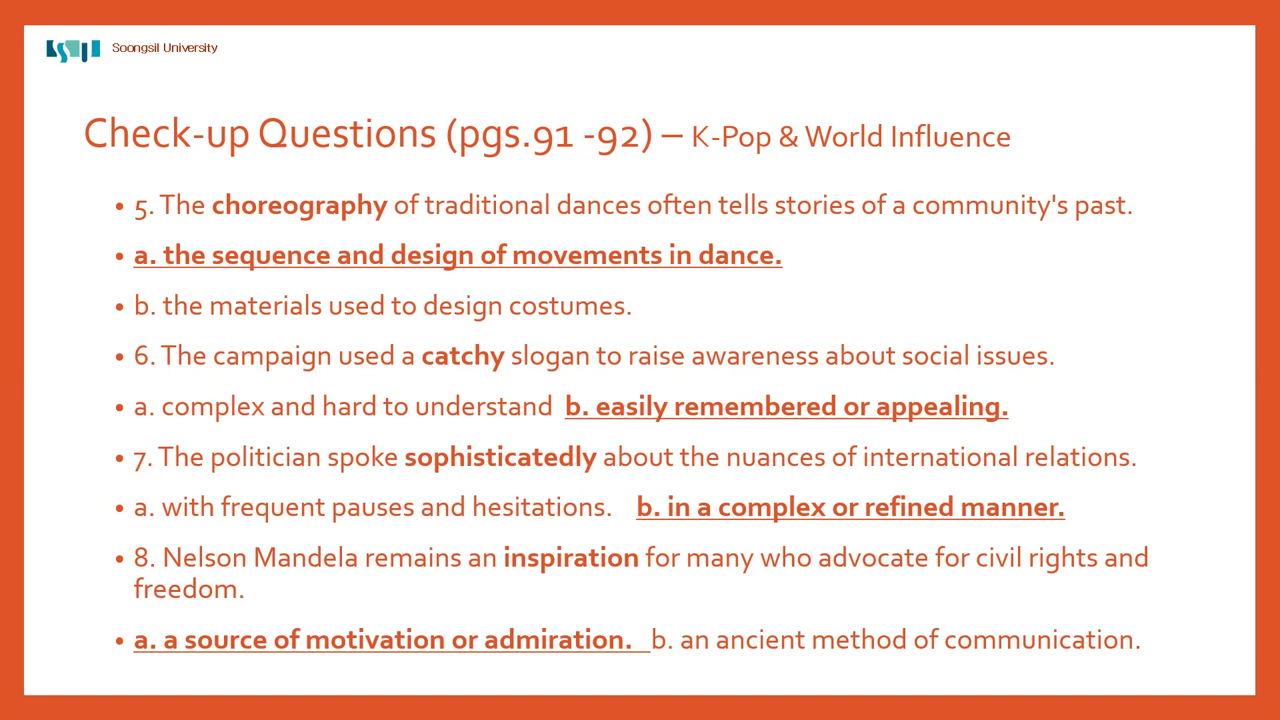 Soongsil University
Check-up Questions (pgs.91 -92) – K-Pop & World Influence
• 5. The choreography of traditional dances often tells stories of a community's past.
• a. the sequence and design of movements in dance.
• b. the materials used to design costumes.
• 6. The campaign used a catchy slogan to raise awareness about social issues.
• a. complex and hard to understand b. easily remembered or appealing.
• 7. The politician spoke sophisticatedly about the nuances of international relations.
• a. with frequent pauses and hesitations. b. in a complex or refined manner.
• 8. Nelson Mandela remains an inspiration for many who advocate for civil rights and
freedom.
• a. a source of motivation or admiration. b. an ancient method of communication.